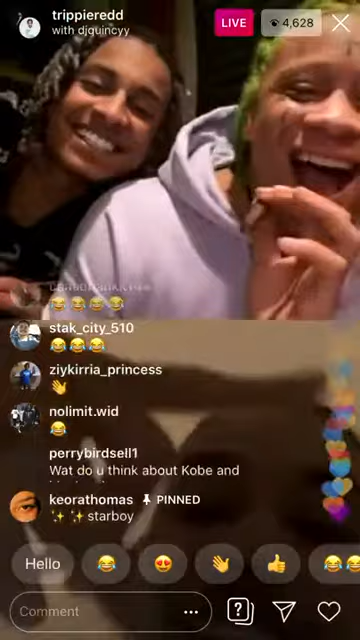 trippieredd
with djquincyy
LIVE
4,628
😂😂😂😂
stak_city_510
😂😂😂
ziykirria_princess
👋
nolimit.wid
😂
perrybirdsell1
Wat do u think about Kobe and
keorathomas PINNED
✨ ✨ starboy
Hello 😂 😍 👋 👍 😂😂
Comment